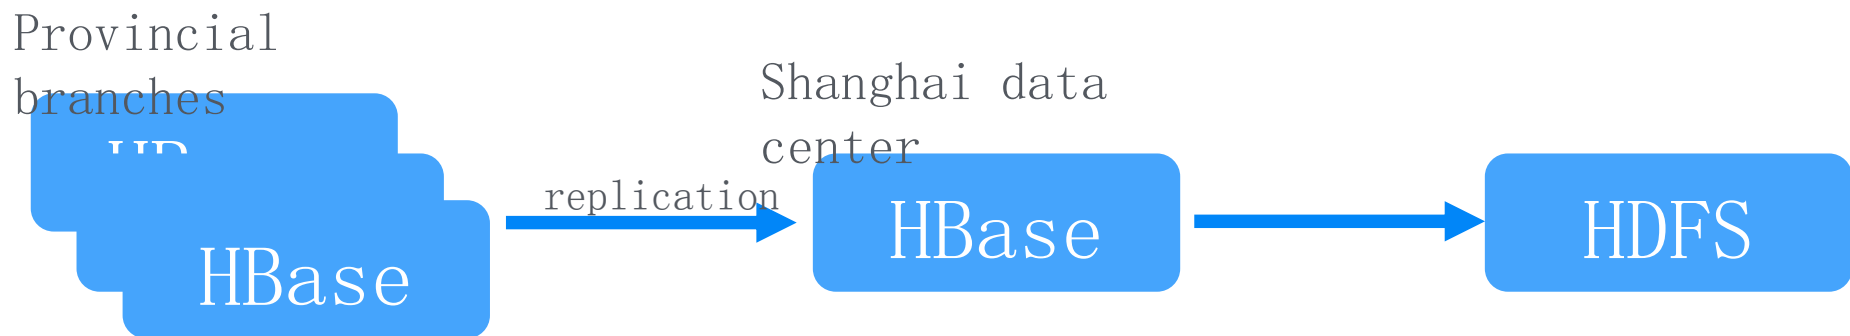 Provincial
branches
HBase
replication
Shanghai data
center
HBase
HDFS